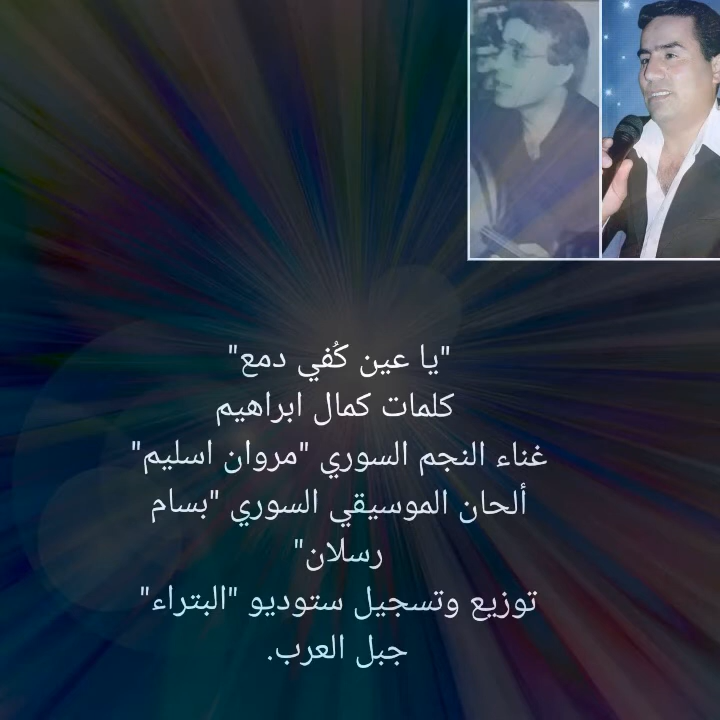 "يا عين كُفي دمع"
كلمات كمال ابراهيم
غناء النجم السوري "مروان اسليم"
ألحان الموسيقي السوري "بسام
رسلان"
توزيع وتسجيل ستوديو "البتراء"
جبل العرب.